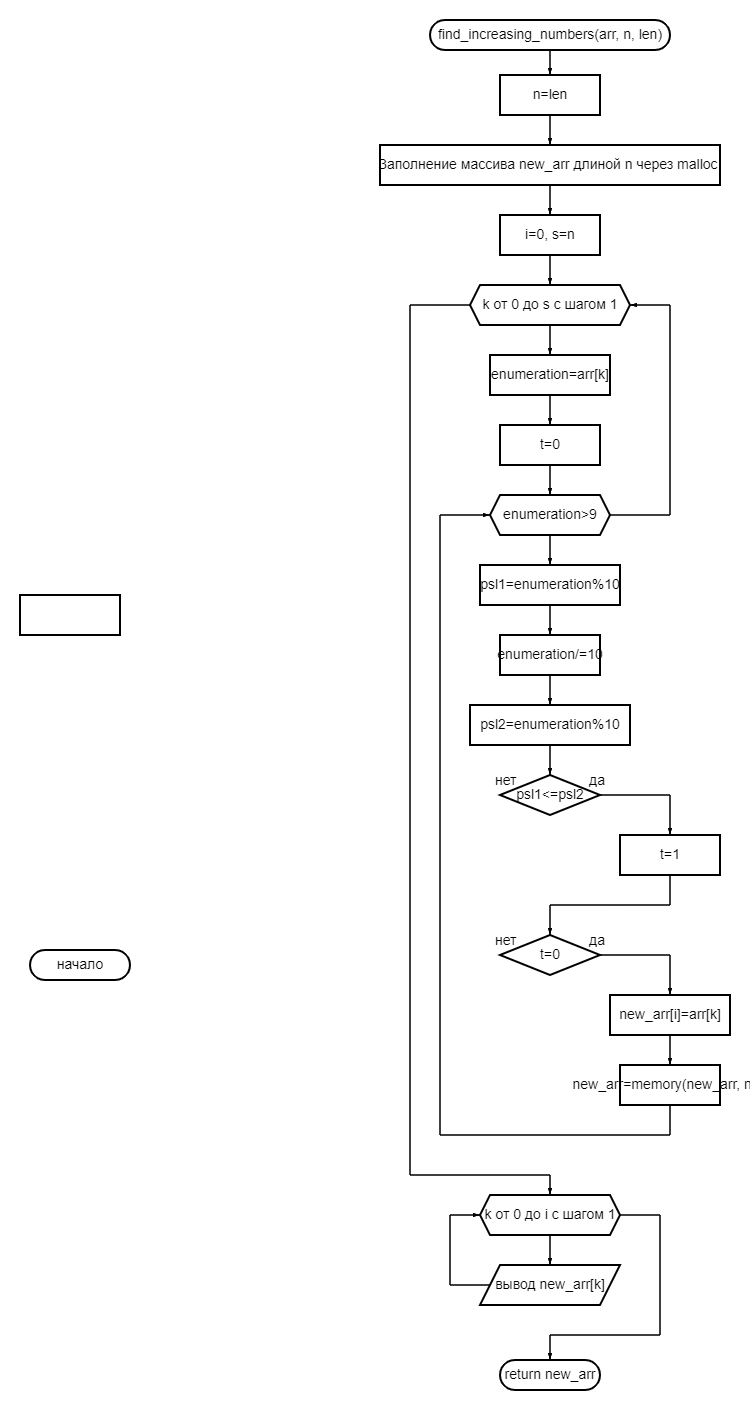 find_increasing_numbers(arr, n, len)
n=len
Заполнение массива new_arr длиной n через malloc
i=0, s=n
k от 0 до s с шагом 1
enumeration=arr[k]
t=0
enumeration>9
psl1=enumeration%10
enumeration/=10
psl2=enumeration%10
нет
да
psl1<=psl2
t=1
нет
да
t=0
начало
new_arr[i]=arr[k]
new_arr=memory(new_arr, n
k от 0 до i с шагом 1
вывод new_arr[k]
return new_arr